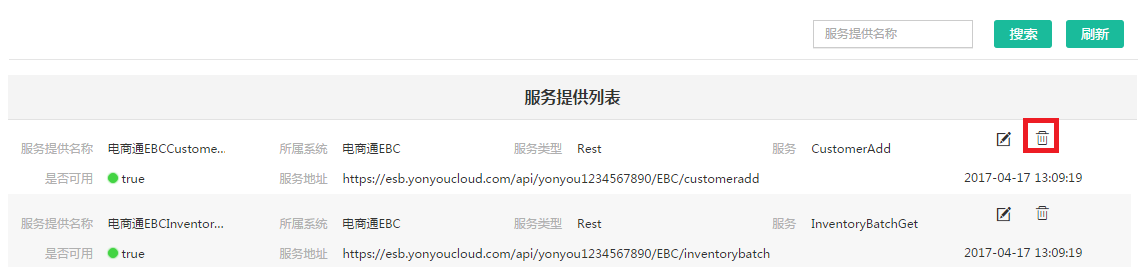 服务提供名称 搜索 刷新
服务提供列表
服务提供名称 电商通EBCCustome... 所属系统 电商通EBC 服务类型 Rest 服务 CustomerAdd
是否可用 true 服务地址 https://esb.yonyoucloud.com/api/yonyou1234567890/EBC/customeradd 2017-04-17 13:09:19
服务提供名称 电商通EBCInventor... 所属系统 电商通EBC 服务类型 Rest 服务 InventoryBatchGet
是否可用 true 服务地址 https://esb.yonyoucloud.com/api/yonyou1234567890/EBC/inventorybatch 2017-04-17 13:09:19